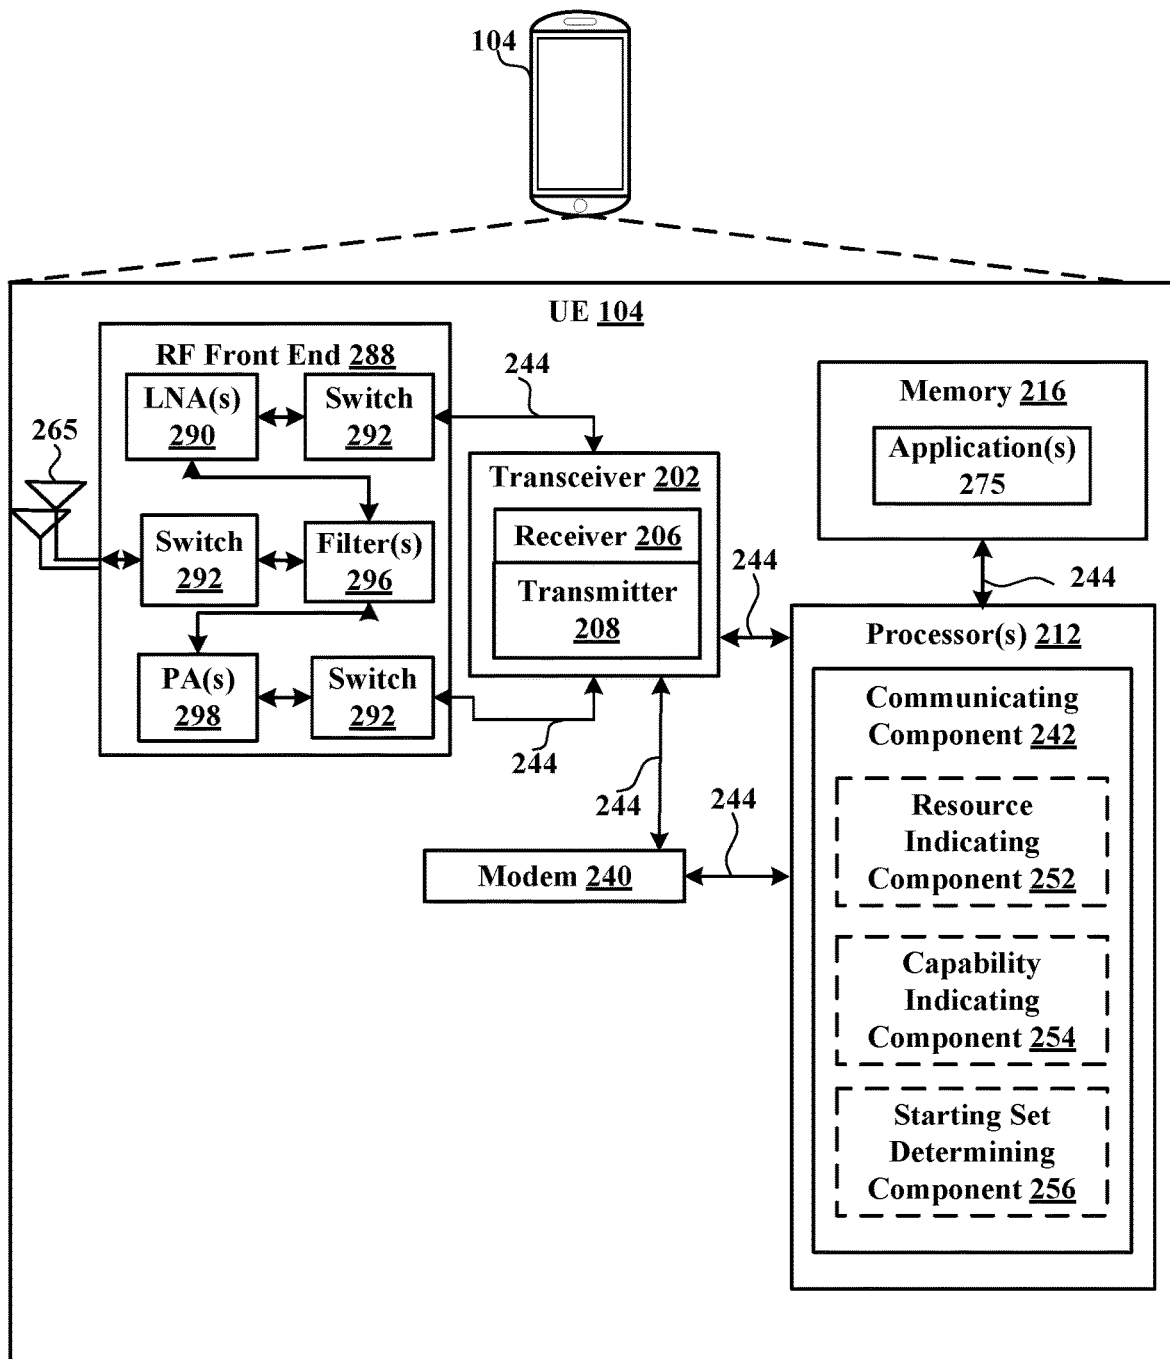 104
UE 104
RF Front End 288
LNA(s)
290
Switch
292
244
265
Switch
292
Filter(s)
296
PA(s)
298
Switch
292
244
Transceiver 202
Receiver 206
Transmitter
208
244
244
Modem 240
244
Memory 216
Application(s)
275
244
Processor(s) 212
Communicating
Component 242
Resource
Indicating
Component 252
Capability
Indicating
Component 254
Starting Set
Determining
Component 256